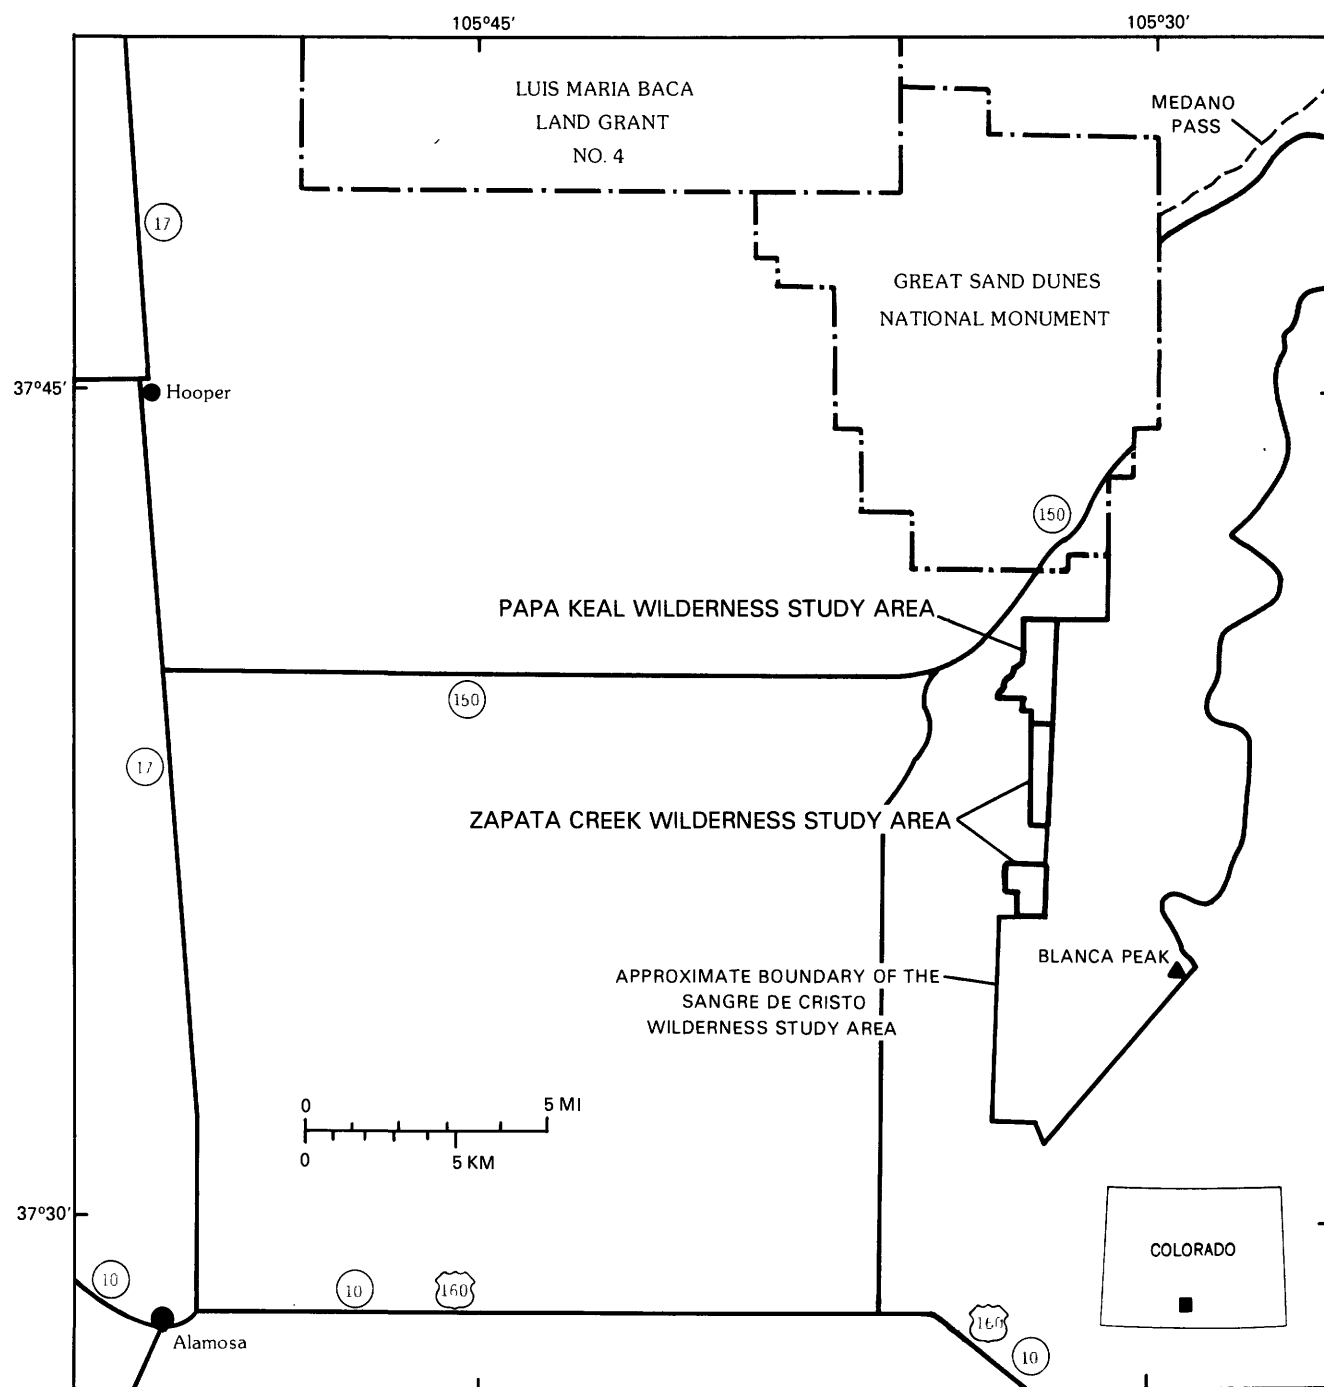 105°45'
105°30'
LUIS MARIA BACA
LAND GRANT
NO. 4
MEDANO
PASS
17
GREAT SAND DUNES
NATIONAL MONUMENT
37°45'
Hooper
150
PAPA KEAL WILDERNESS STUDY AREA
150
17
ZAPATA CREEK WILDERNESS STUDY AREA
BLANCA PEAK
APPROXIMATE BOUNDARY OF THE
SANGRE DE CRISTO
WILDERNESS STUDY AREA
0
5 MI
0
5 KM
37°30'
COLORADO
10
10
160
160
Alamosa
10